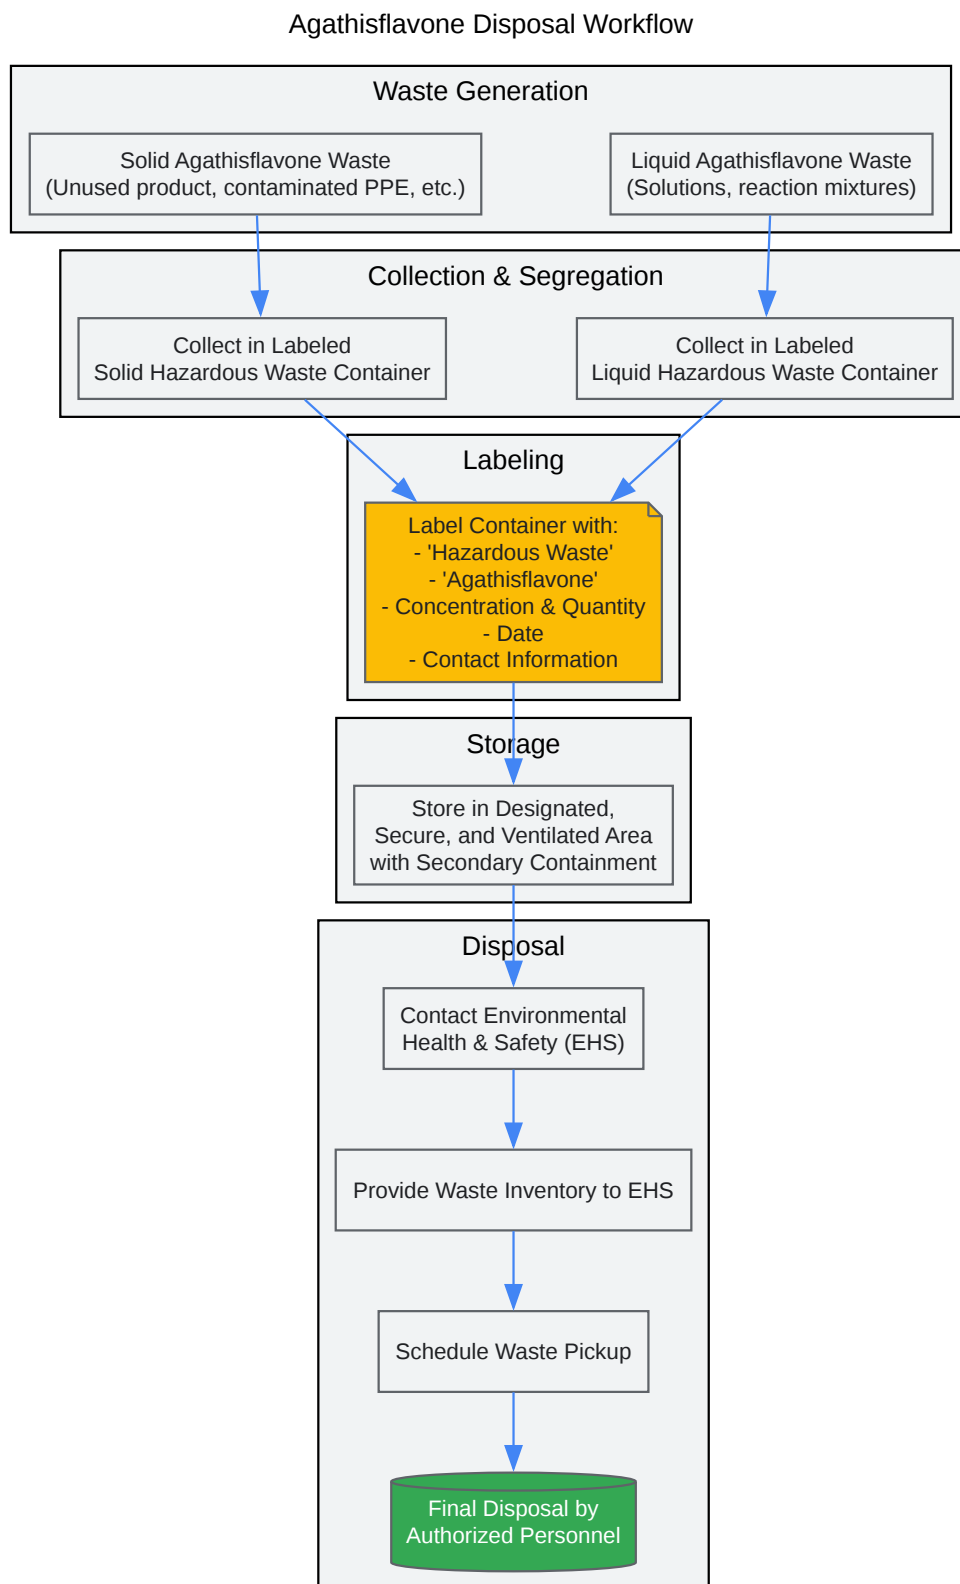 Agathisflavone Disposal Workflow
Waste Generation
Solid Agathisflavone Waste
(Unused product, contaminated PPE, etc.)
Liquid Agathisflavone Waste
(Solutions, reaction mixtures)
Collection & Segregation
Collect in Labeled
Solid Hazardous Waste Container
Collect in Labeled
Liquid Hazardous Waste Container
Labeling
Label Container with:
- 'Hazardous Waste'
- 'Agathisflavone'
- Concentration & Quantity
- Date
- Contact Information
Storage
Store in Designated,
Secure, and Ventilated Area
with Secondary Containment
Disposal
Contact Environmental
Health & Safety (EHS)
Provide Waste Inventory to EHS
Schedule Waste Pickup
Final Disposal by
Authorized Personnel